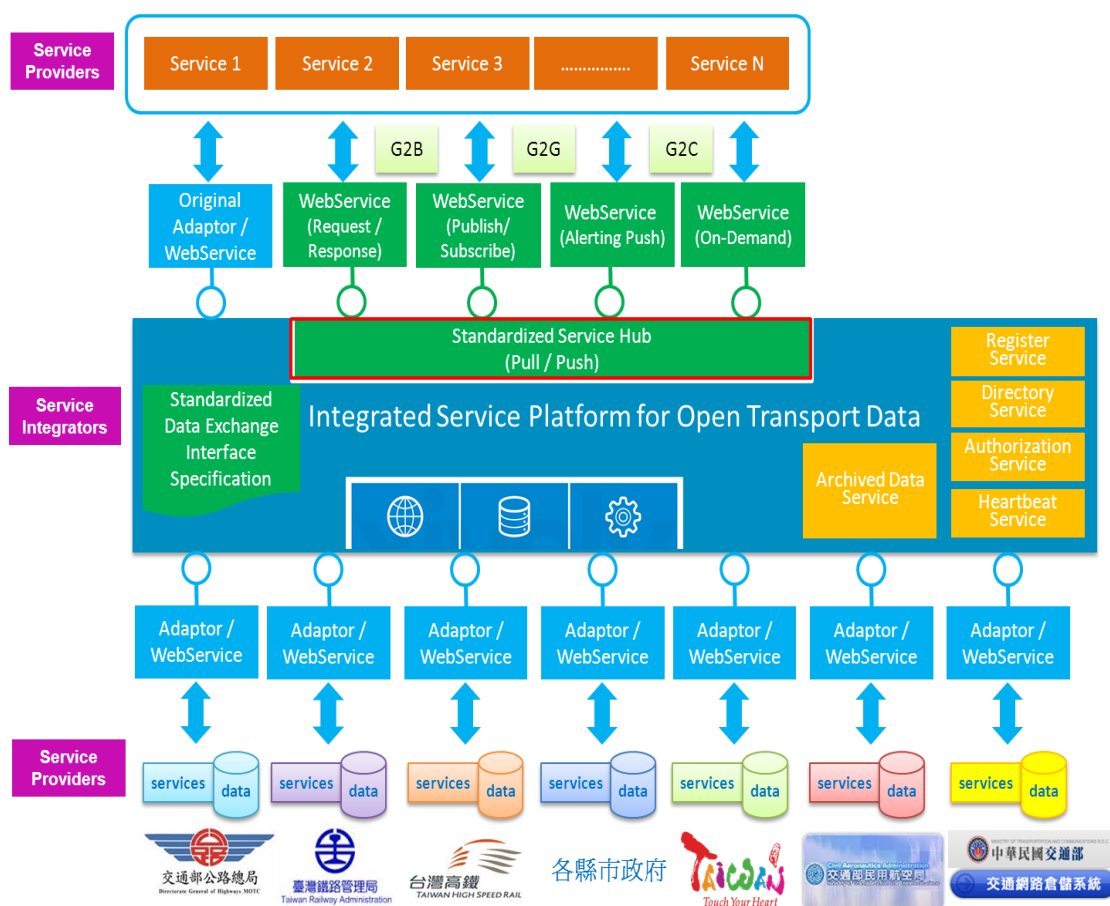 Service
Providers
Service 1
Service 2
Service 3
................
Service N
G2B
G2G
G2C
Original
Adaptor /
WebService
WebService
(Request /
Response)
WebService
(Publish/
Subscribe)
WebService
(Alerting Push)
WebService
(On-Demand)
Standardized Service Hub
(Pull / Push)
Register
Service
Directory
Service
Authorization
Service
Heartbeat
Service
Service
Integrators
Standardized
Data Exchange
Interface
Specification
Integrated Service Platform for Open Transport Data
Archived Data
Service
Adaptor /
WebService
Adaptor /
WebService
Adaptor /
WebService
Adaptor /
WebService
Adaptor /
WebService
Adaptor /
WebService
Adaptor /
WebService
Service
Providers
services
data
services
data
services
data
services
data
services
data
services
data
services
data
交通部公路總局
Directorate General of Highways MOTC
臺灣鐵路管理局
Taiwan Railway Administration
台灣高鐵
TAIWAN HIGH SPEED RAIL
各縣市政府
TAIWAN
Touch Your Heart
Civil Aeronautics Administration
交通部民用航空局
MINISTRY OF TRANSPORTATION AND COMMUNICATIONS R.O.C.
中華民國交通部
交通網路倉儲系統